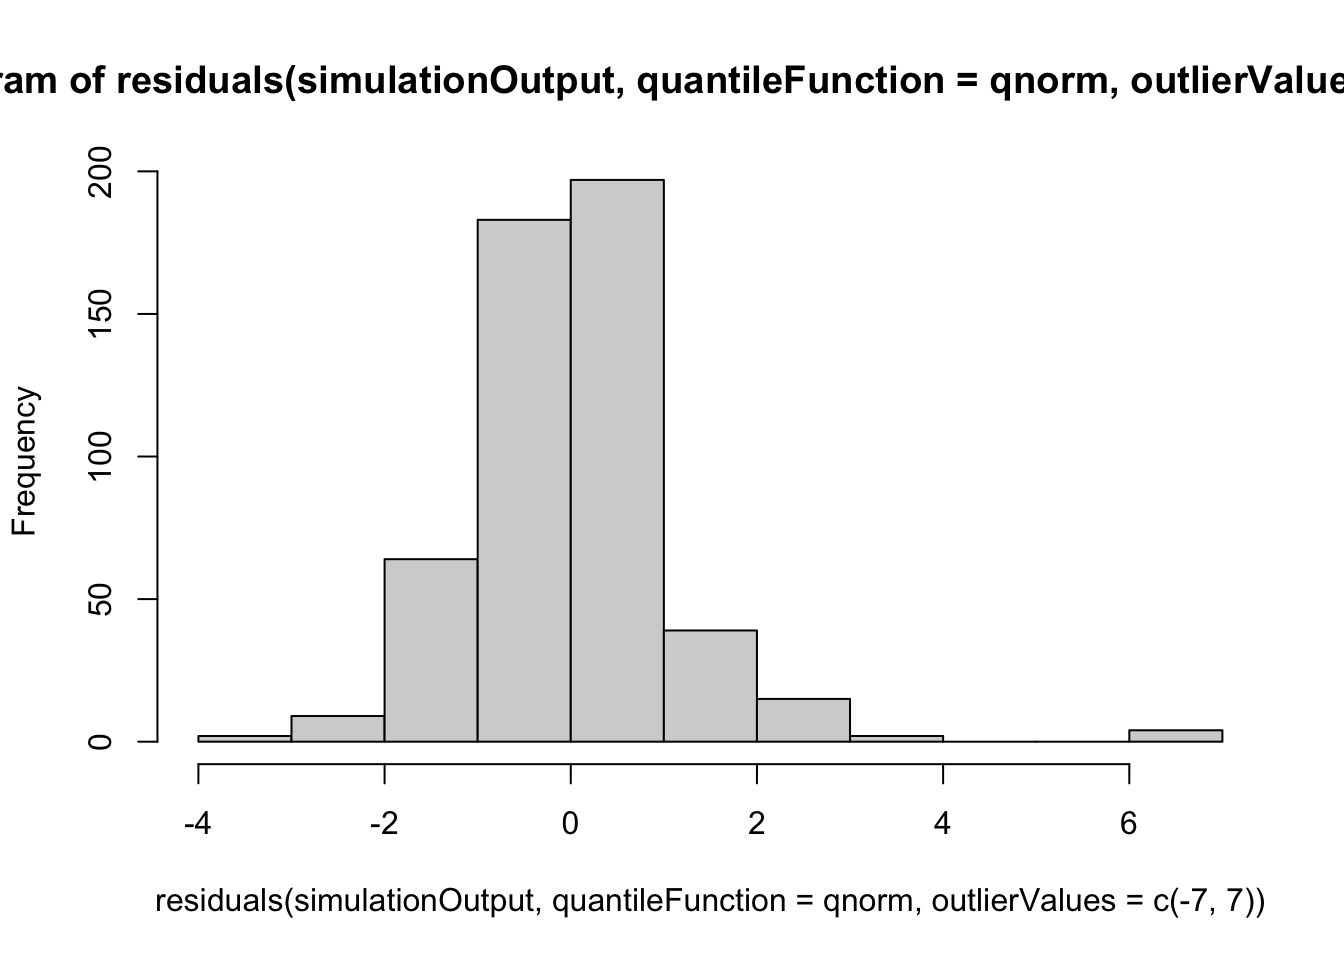 ram of residuals(simulationOutput, quantileFunction = qnorm, outlierValue
200
150
100
50
0
Frequency
-4 -2 0 2 4 6
residuals(simulationOutput, quantileFunction = qnorm, outlierValues = c(-7, 7))